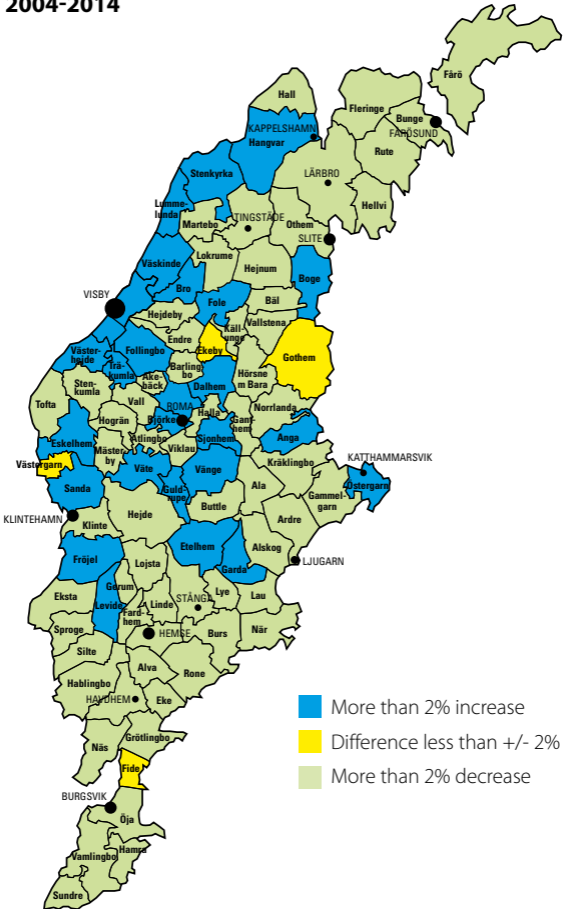 2004-2014
Fårö
Hall
Fleringe
Bunge
FÅRÖSUND
KAPPELSHAMN
Hangvar
Rute
Stenkyrka
LÄRBRO
Hellvi
Lumme-
lunda
Martebo
TINGSTÄDE
Othem
SLITE
Lokrume
Väskinde
Hejnum
Boge
Bro
VISBY
Fole
Bäl
Hejdeby
Käll-
unge
Vallstena
Endre
Ekeby
Gothem
Väster-
hejde
Follingbo
Trä-
kumla
Barling-
bo
Ake-
bäck
Dalhem
Hörsne
m Bara
Sten-
kumla
Tofta
Vall
ROMA
Halla
Norrlanda
Hogrän
Björke
Gant-
hem
Eskelhem
Atlingbo
Sjonhem
Anga
Mäster-
by
Viklau
Västergarn
Väte
Vänge
Kräklingbo
KATTHAMMARSVIK
Östergarn
Sanda
Guld-
rupe
Ala
Gammel-
garn
KLINTEHAMN
Klinte
Hejde
Buttle
Ardre
Etelhem
Alskog
Fröjel
Lojsta
Garda
LJUGARN
Eksta
Gerum
Levide
STÅNGA
Lye
Lau
Fard-
hem
Linde
Sproge
HEMSE
Burs
När
Silte
Alva
Rone
Hablingbo
HAVDHEM
Eke
Näs
Grötlingbo
Fide
BURGSVIK
Öja
Vamlingbo
Hamra
Sundre
More than 2% increase
Difference less than +/- 2%
More than 2% decrease